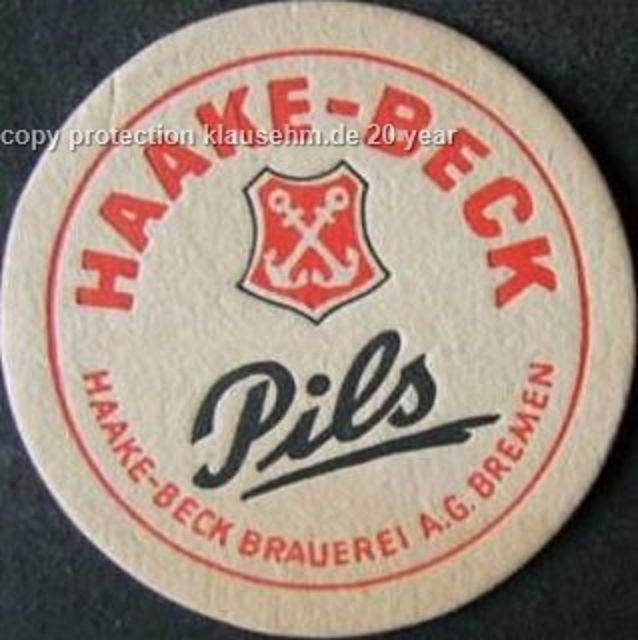 HAAKE-BECK
copy protection klausehm.de 20 year
Pils
HAAKE-BECK BRAUEREI A.G. BREMEN